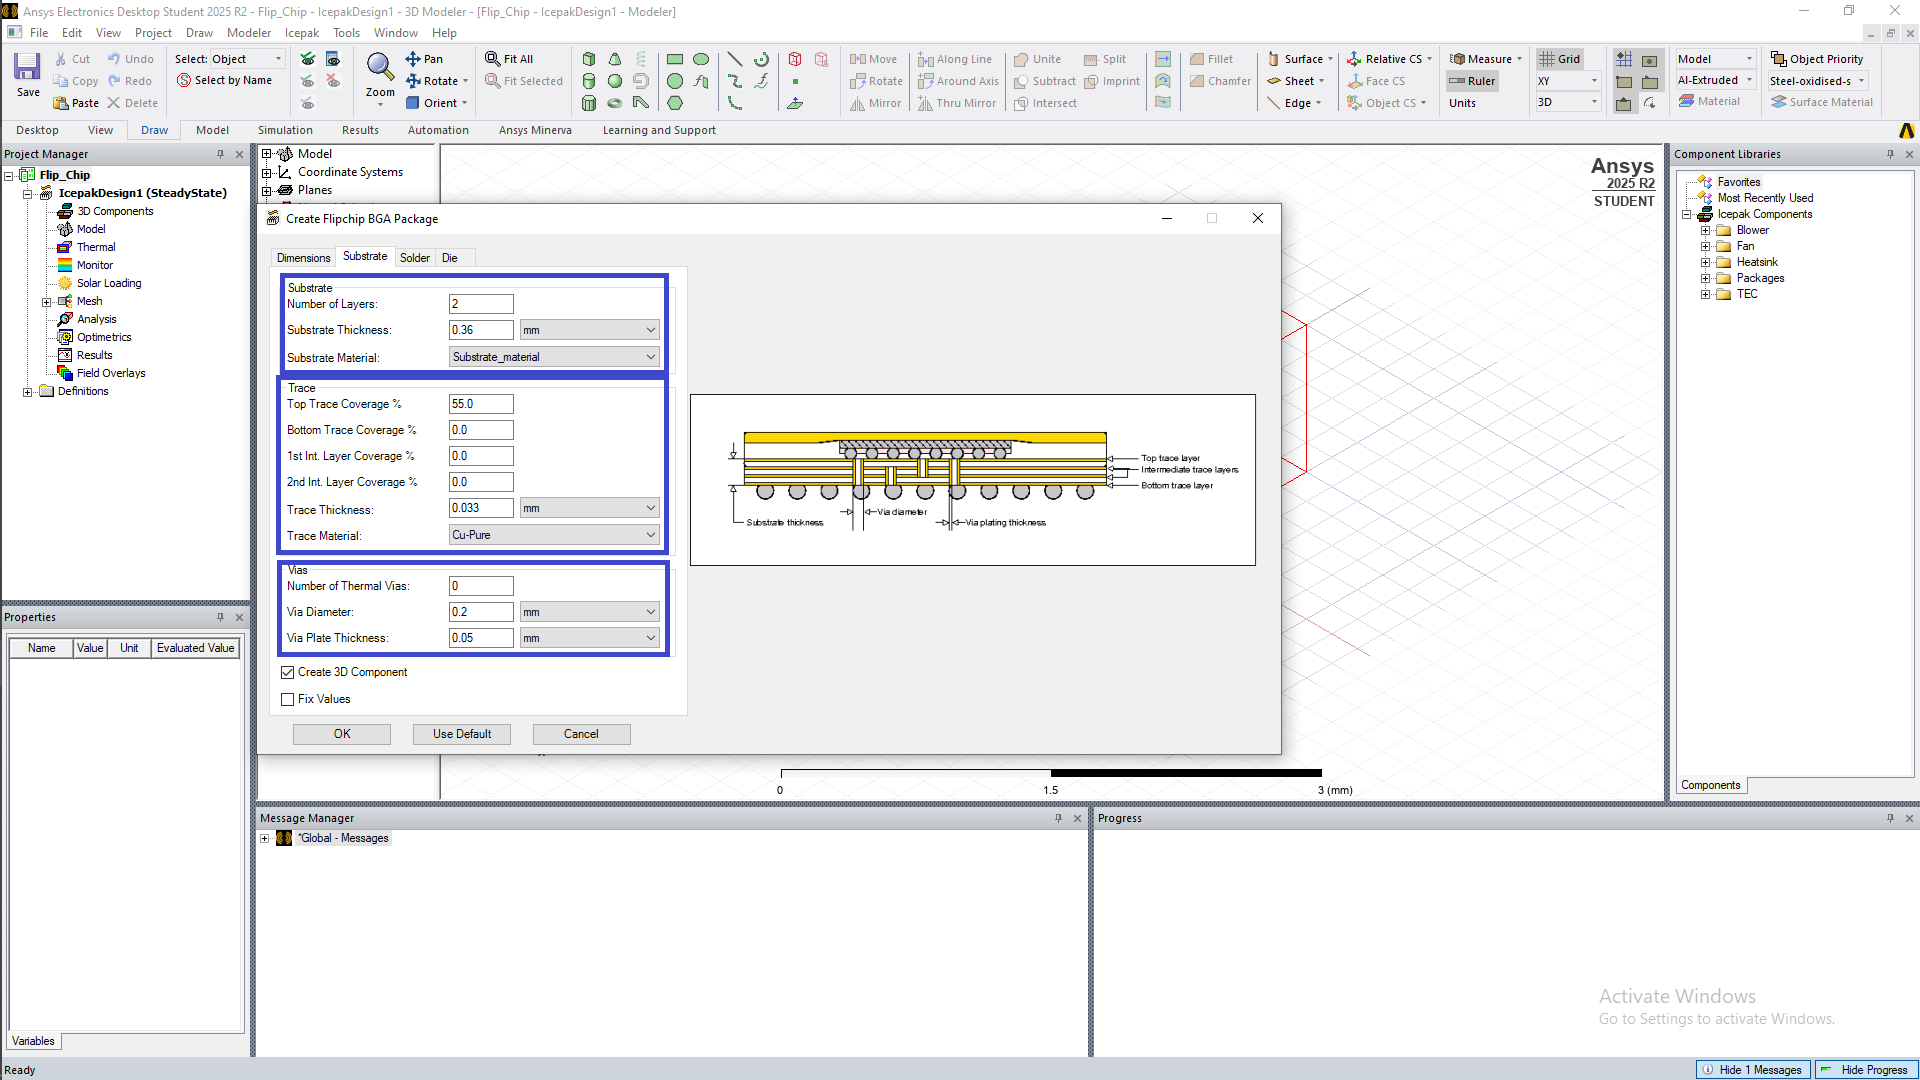 Ansys Electronics Desktop Student 2025 R2 - Flip_Chip - IcepakDesign1 - 3D Modeler - [Flip_Chip - IcepakDesign1 - Modeler]
File Edit View Project Draw Modeler Icepak Tools Window Help
Save
Cut
Copy
Paste
Undo
Redo
Delete
Select: Object
Select by Name
Zoom
Pan
Rotate
Orient
Fit All
Fit Selected
Move
Rotate
Mirror
Along Line
Around Axis
Thru Mirror
Unite
Subtract
Intersect
Split
Imprint
Fillet
Chamfer
Surface
Sheet
Edge
Relative CS
Face CS
Object CS
Measure
Ruler
Units
Grid
XY
3D
Model
Al-Extruded
Material
Object Priority
Steel-oxidised-s
Surface Material
Desktop View Draw Model Simulation Results Automation Ansys Minerva Learning and Support
Project Manager
Flip_Chip
IcepakDesign1 (SteadyState)
3D Components
Model
Thermal
Monitor
Solar Loading
Mesh
Analysis
Optimetrics
Results
Field Overlays
Definitions
Properties
Name Value Unit Evaluated Value
Variables
Model
Coordinate Systems
Planes
Create Flipchip BGA Package
Dimensions Substrate Solder Die
Substrate
Number of Layers: 2
Substrate Thickness: 0.36 mm
Substrate Material: Substrate_material
Trace
Top Trace Coverage % 55.0
Bottom Trace Coverage % 0.0
1st Int. Layer Coverage % 0.0
2nd Int. Layer Coverage % 0.0
Trace Thickness: 0.033 mm
Trace Material: Cu-Pure
Vias
Number of Thermal Vias: 0
Via Diameter: 0.2 mm
Via Plate Thickness: 0.05 mm
Create 3D Component
Fix Values
OK Use Default Cancel
Top trace layer
Intermediate trace layers
Bottom trace layer
Via diameter
Substrate thickness
Via plating thickness
Ansys
2025 R2
STUDENT
0 1.5 3 (mm)
Component Libraries
Favorites
Most Recently Used
Icepak Components
Blower
Fan
Heatsink
Packages
TEC
Components
Message Manager
*Global - Messages
Progress
Activate Windows
Go to Settings to activate Windows.
Ready
Hide 1 Messages
Hide Progress